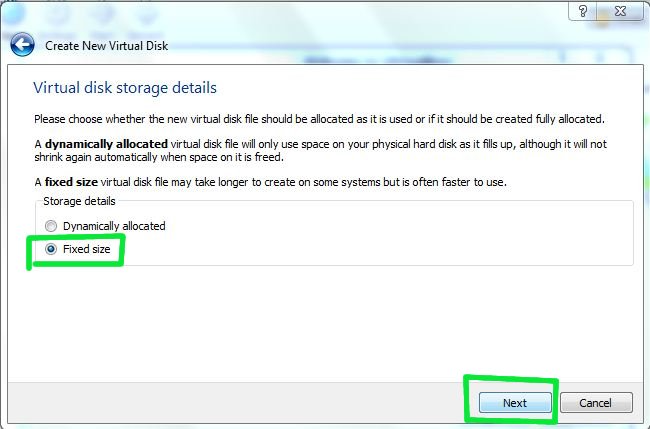 Create New Virtual Disk
Virtual disk storage details
Please choose whether the new virtual disk file should be allocated as it is used or if it should be created fully allocated.
A dynamically allocated virtual disk file will only use space on your physical hard disk as it fills up, although it will not
shrink again automatically when space on it is freed.
A fixed size virtual disk file may take longer to create on some systems but is often faster to use.
Storage details
Dynamically allocated
Fixed size
Next
Cancel